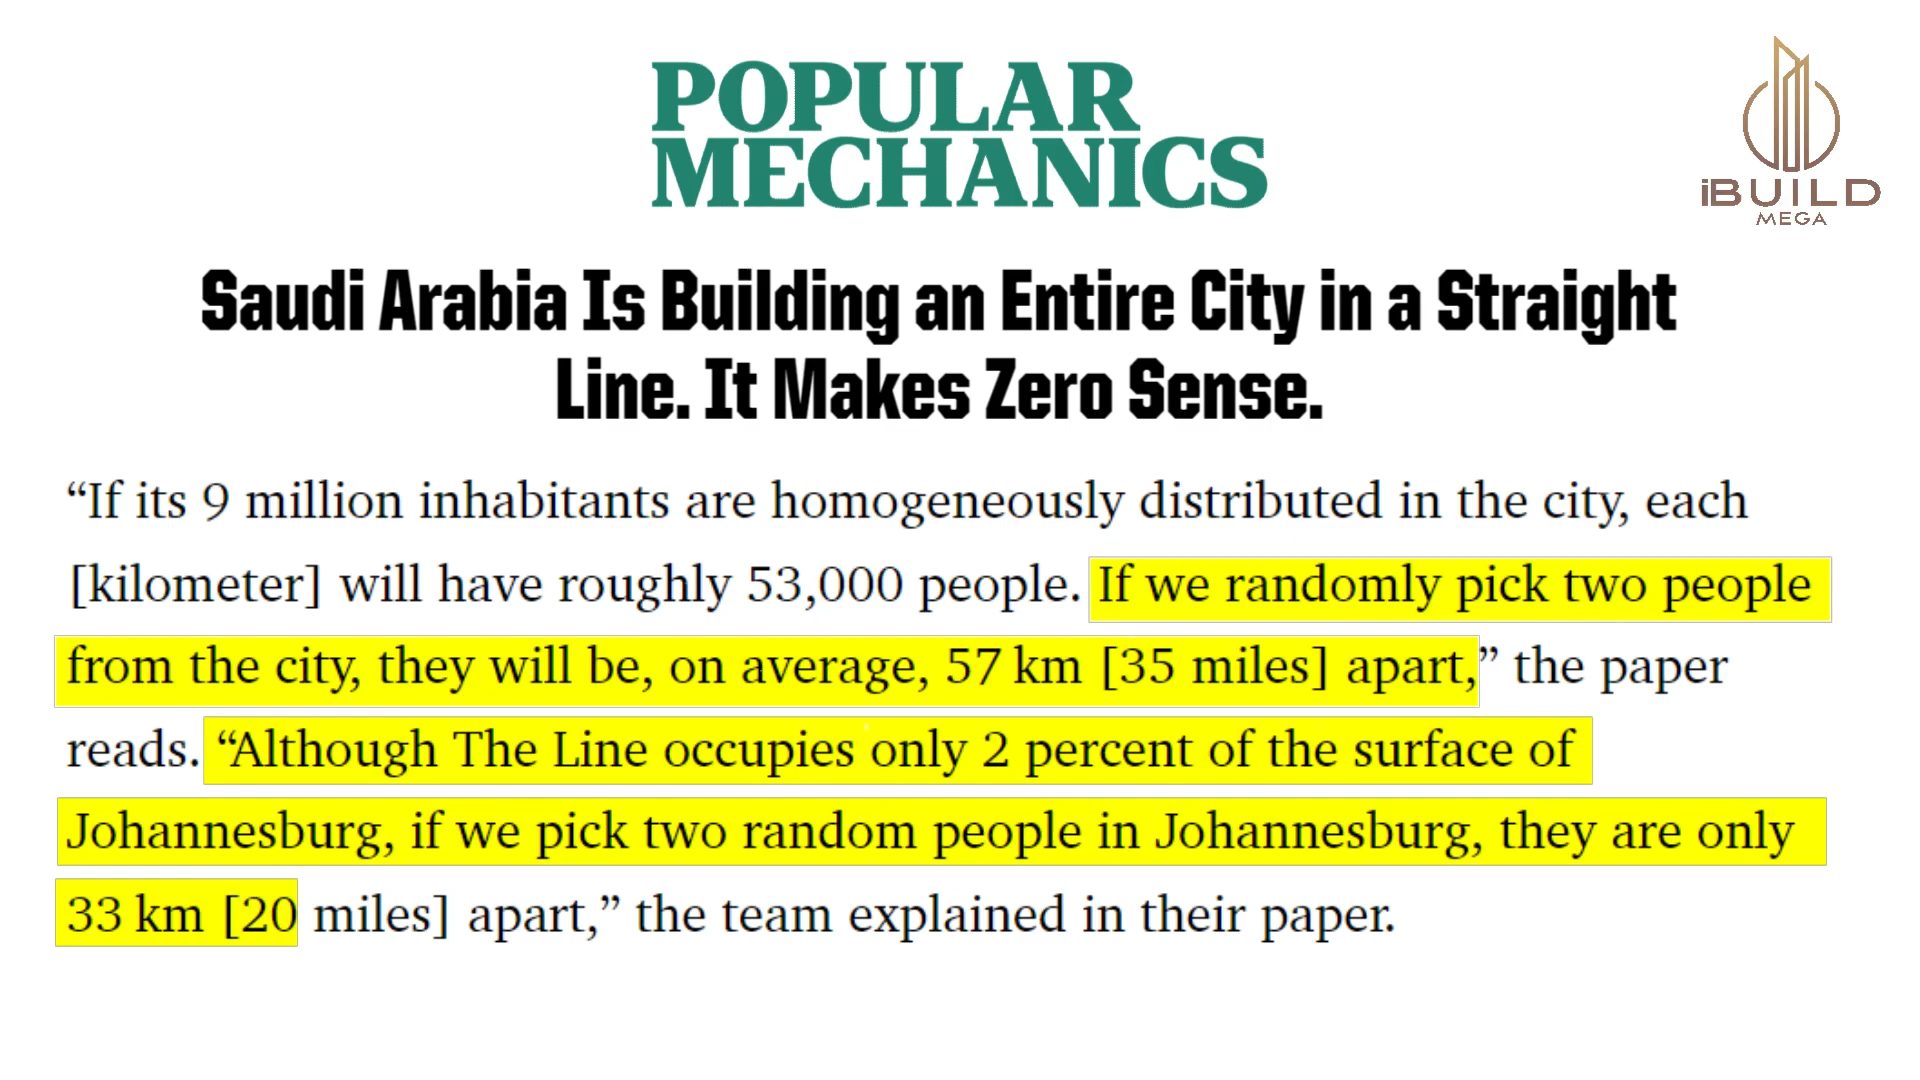 POPULAR
MECHANICS
iBUILD
MEGA
Saudi Arabia Is Building an Entire City in a Straight
Line. It Makes Zero Sense.
“If its 9 million inhabitants are homogeneously distributed in the city, each
[kilometer] will have roughly 53,000 people. If we randomly pick two people
from the city, they will be, on average, 57 km [35 miles] apart,” the paper
reads. “Although The Line occupies only 2 percent of the surface of
Johannesburg, if we pick two random people in Johannesburg, they are only
33 km [20 miles] apart,” the team explained in their paper.